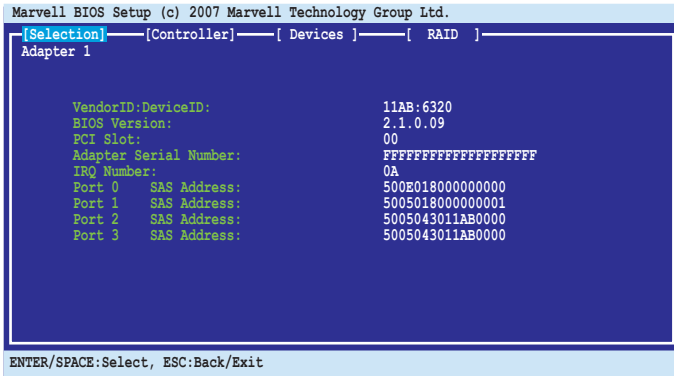 Marvell BIOS Setup (c) 2007 Marvell Technology Group Ltd.
[Selection] [Controller] [ Devices ] [ RAID ]
Adapter 1
VendorID:DeviceID: 11AB:6320
BIOS Version: 2.1.0.09
PCI Slot: 00
Adapter Serial Number: FFFFFFFFFFFFFFFFFFFF
IRQ Number: 0A
Port 0 SAS Address: 500E018000000000
Port 1 SAS Address: 5005018000000001
Port 2 SAS Address: 5005043011AB0000
Port 3 SAS Address: 5005043011AB0000
ENTER/SPACE:Select, ESC:Back/Exit